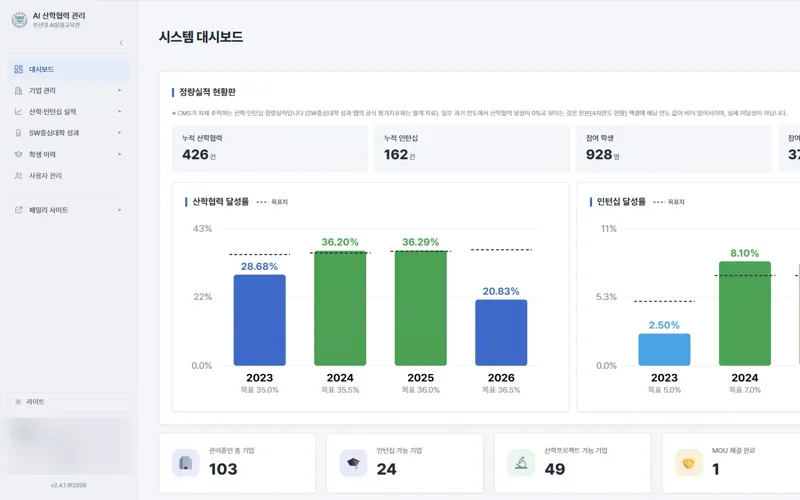 AI 산학협력 관리
부산대 AI융합교육원
대시보드
기업 관리
산학·인턴십 실적
SW중심대학 성과
학생 이력
사용자 관리
패밀리 사이트
라이트
v2.4.1 @2026
시스템 대시보드
정량실적 현황판
※ CMS가 자체 추적하는 산학·인턴십 정량실적입니다 (SW중심대학 성과 탭의 공식 평가지표와는 별개 자료). 일부 과거 연도에서 산학협력 달성이 0%로 보이는 것은 원본(4차년도 현황) 엑셀에 해당 연도 값이 비어 있어서이며, 실제 미달성이 아닙니다.
누적 산학협력
426 건
누적 인턴십
162 건
참여 학생
928 명
참여 기
37
산학협력 달성률 목표치
43%
22%
0.0%
28.68%
36.20%
36.29%
20.83%
2023
2024
2025
2026
목표 35.0%
목표 35.5%
목표 36.0%
목표 36.5%
인턴십 달성률 목표치
11%
5.3%
0.0%
2.50%
8.10%
2023
2024
목표 5.0%
목표 7.0%
관리중인 총 기업
103
인턴십 가능 기업
24
산학프로젝트 가능 기업
49
MOU 체결 완료
1